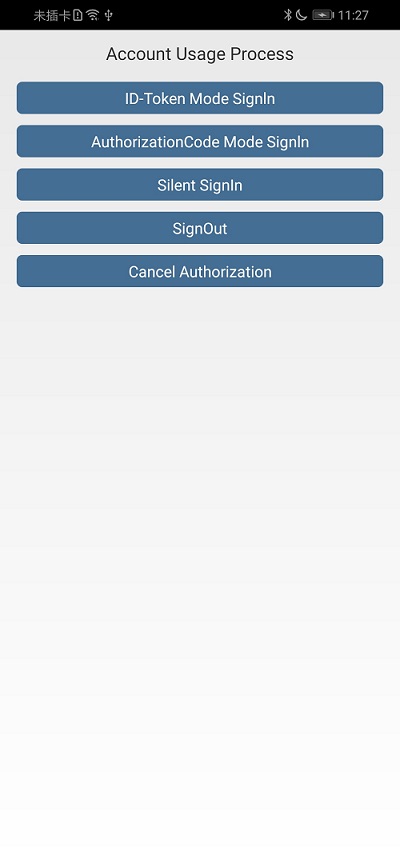 未插卡 11:27
Account Usage Process
ID-Token Mode SignIn
AuthorizationCode Mode SignIn
Silent SignIn
SignOut
Cancel Authorization